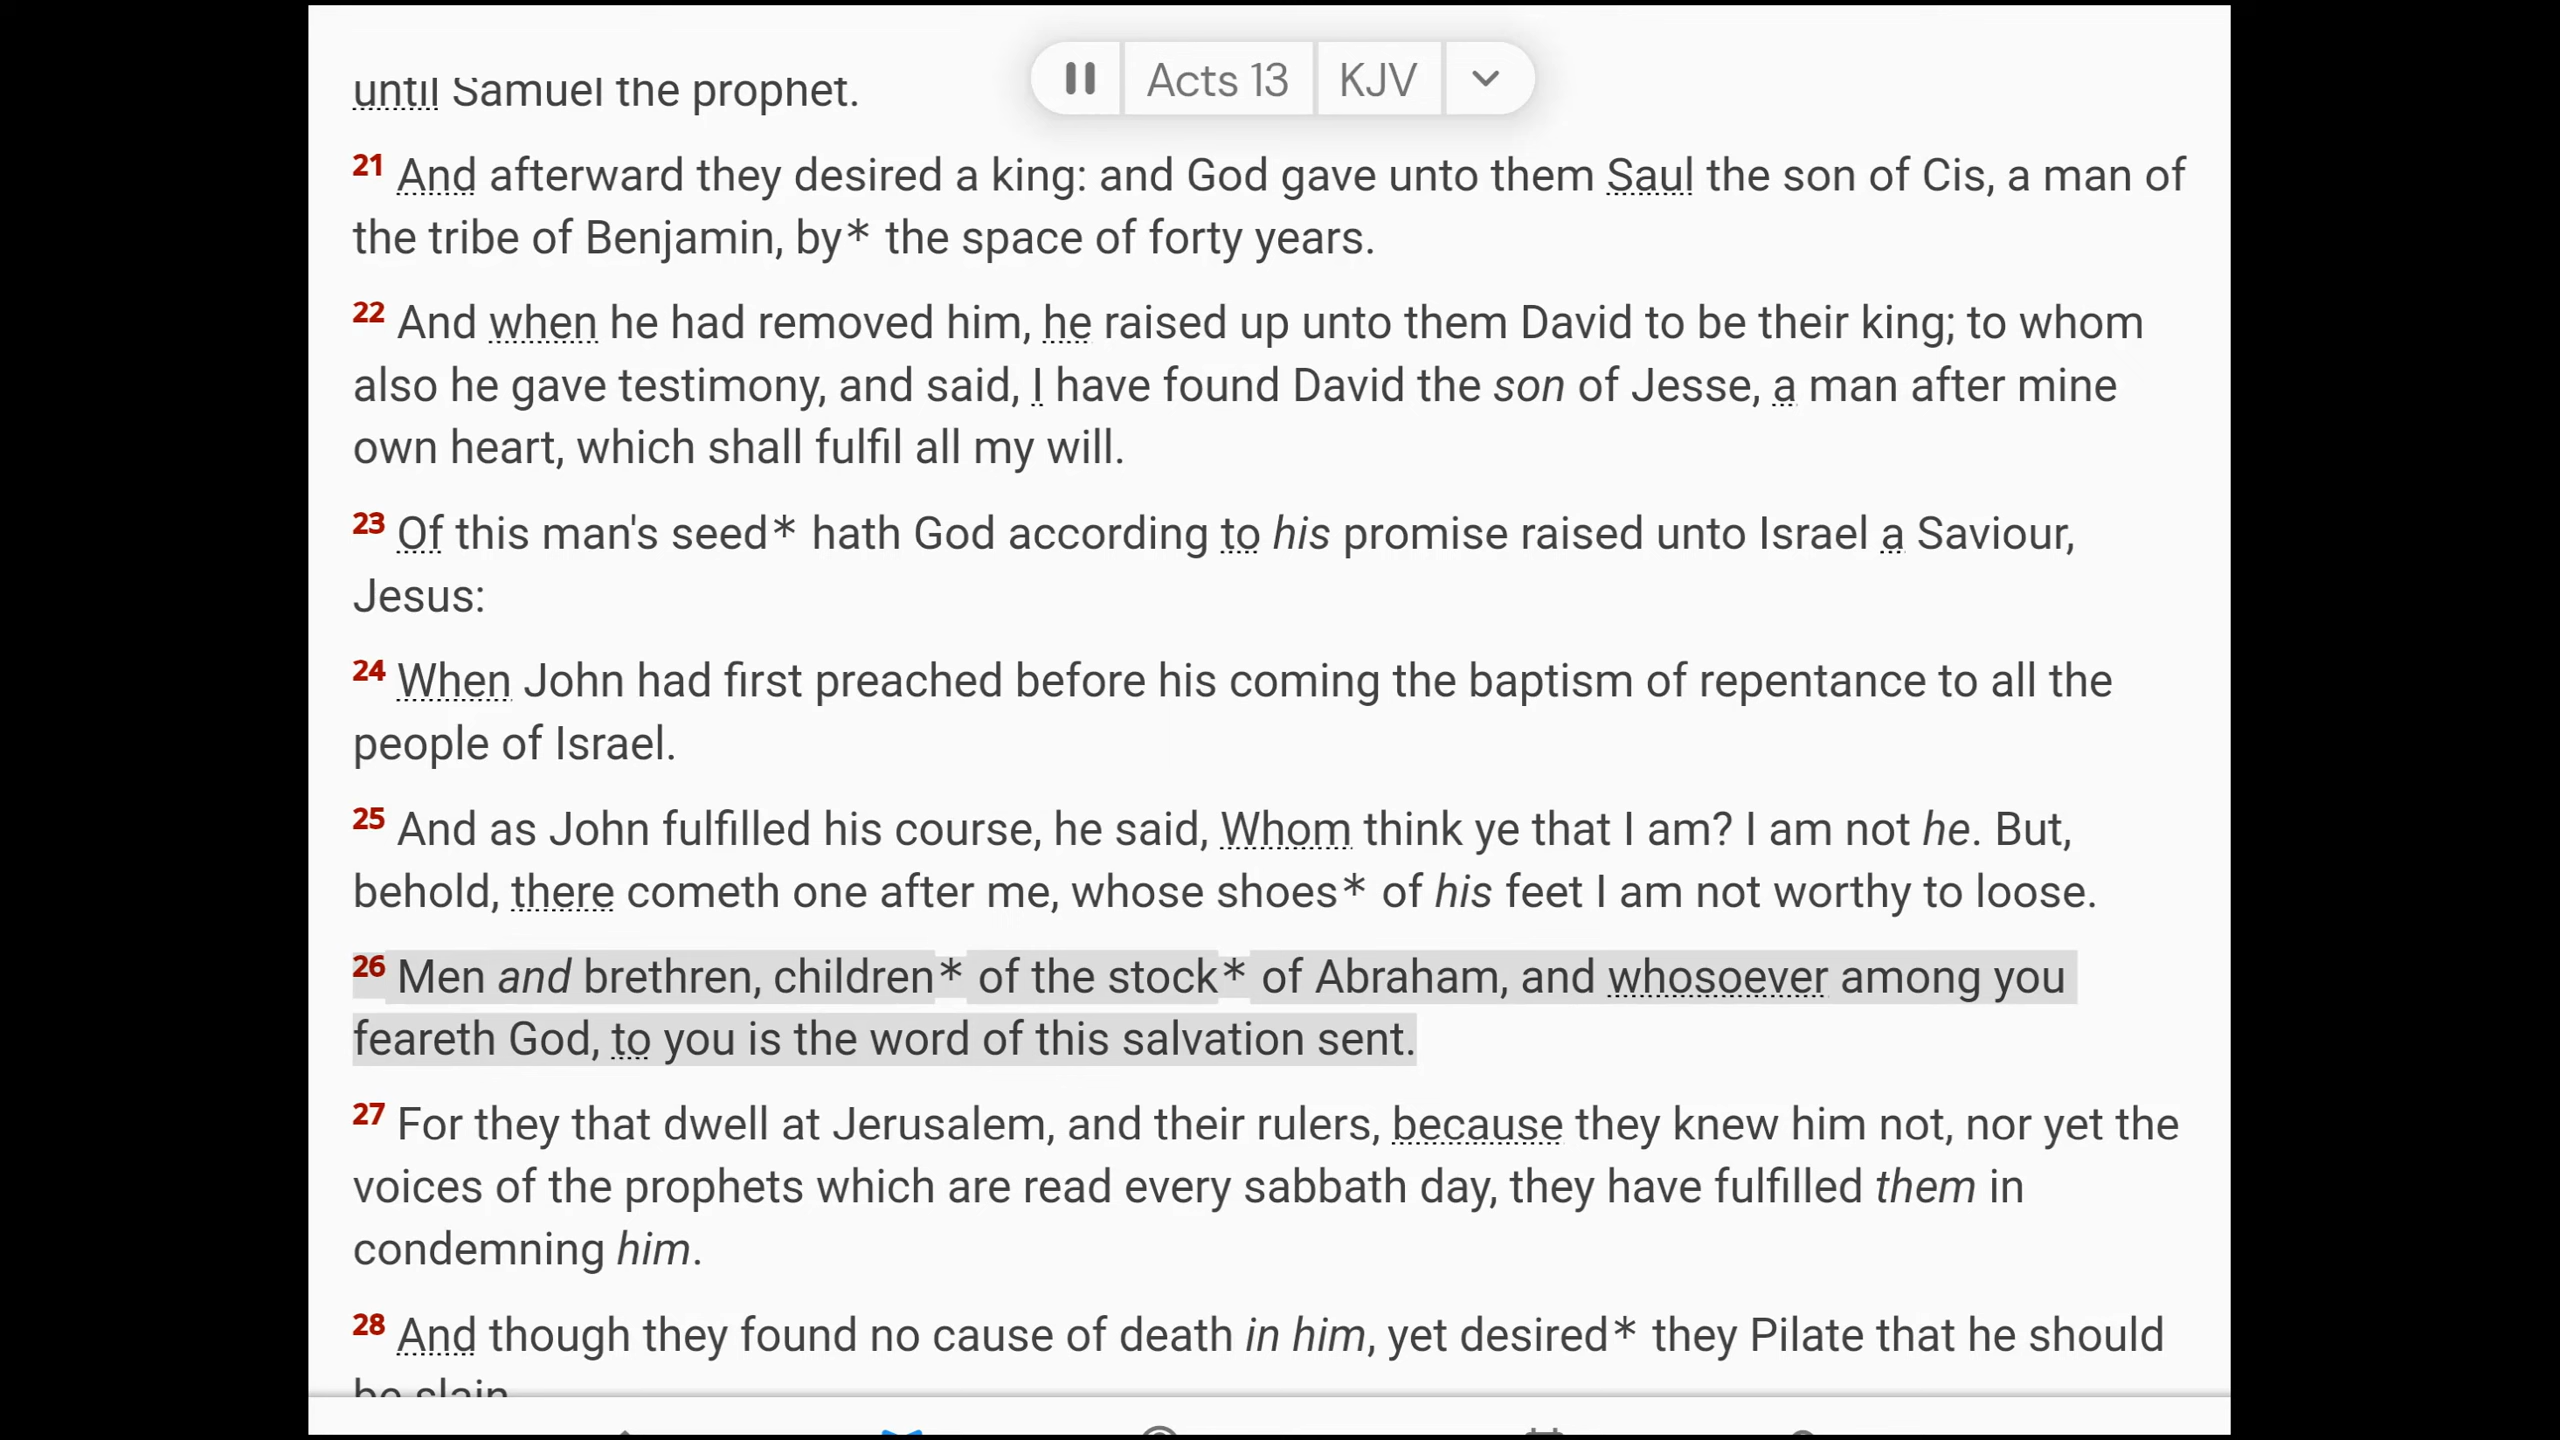 until Samuel the prophet.
Acts 13 KJV
21 And afterward they desired a king: and God gave unto them Saul the son of Cis, a man of
the tribe of Benjamin, by* the space of forty years.
22 And when he had removed him, he raised up unto them David to be their king; to whom
also he gave testimony, and said, I have found David the son of Jesse, a man after mine
own heart, which shall fulfil all my will.
23 Of this man's seed* hath God according to his promise raised unto Israel a Saviour,
Jesus:
24 When John had first preached before his coming the baptism of repentance to all the
people of Israel.
25 And as John fulfilled his course, he said, Whom think ye that I am? I am not he. But,
behold, there cometh one after me, whose shoes* of his feet I am not worthy to loose.
26 Men and brethren, children* of the stock* of Abraham, and whosoever among you
feareth God, to you is the word of this salvation sent.
27 For they that dwell at Jerusalem, and their rulers, because they knew him not, nor yet the
voices of the prophets which are read every sabbath day, they have fulfilled them in
condemning him.
28 And though they found no cause of death in him, yet desired* they Pilate that he should
be slain